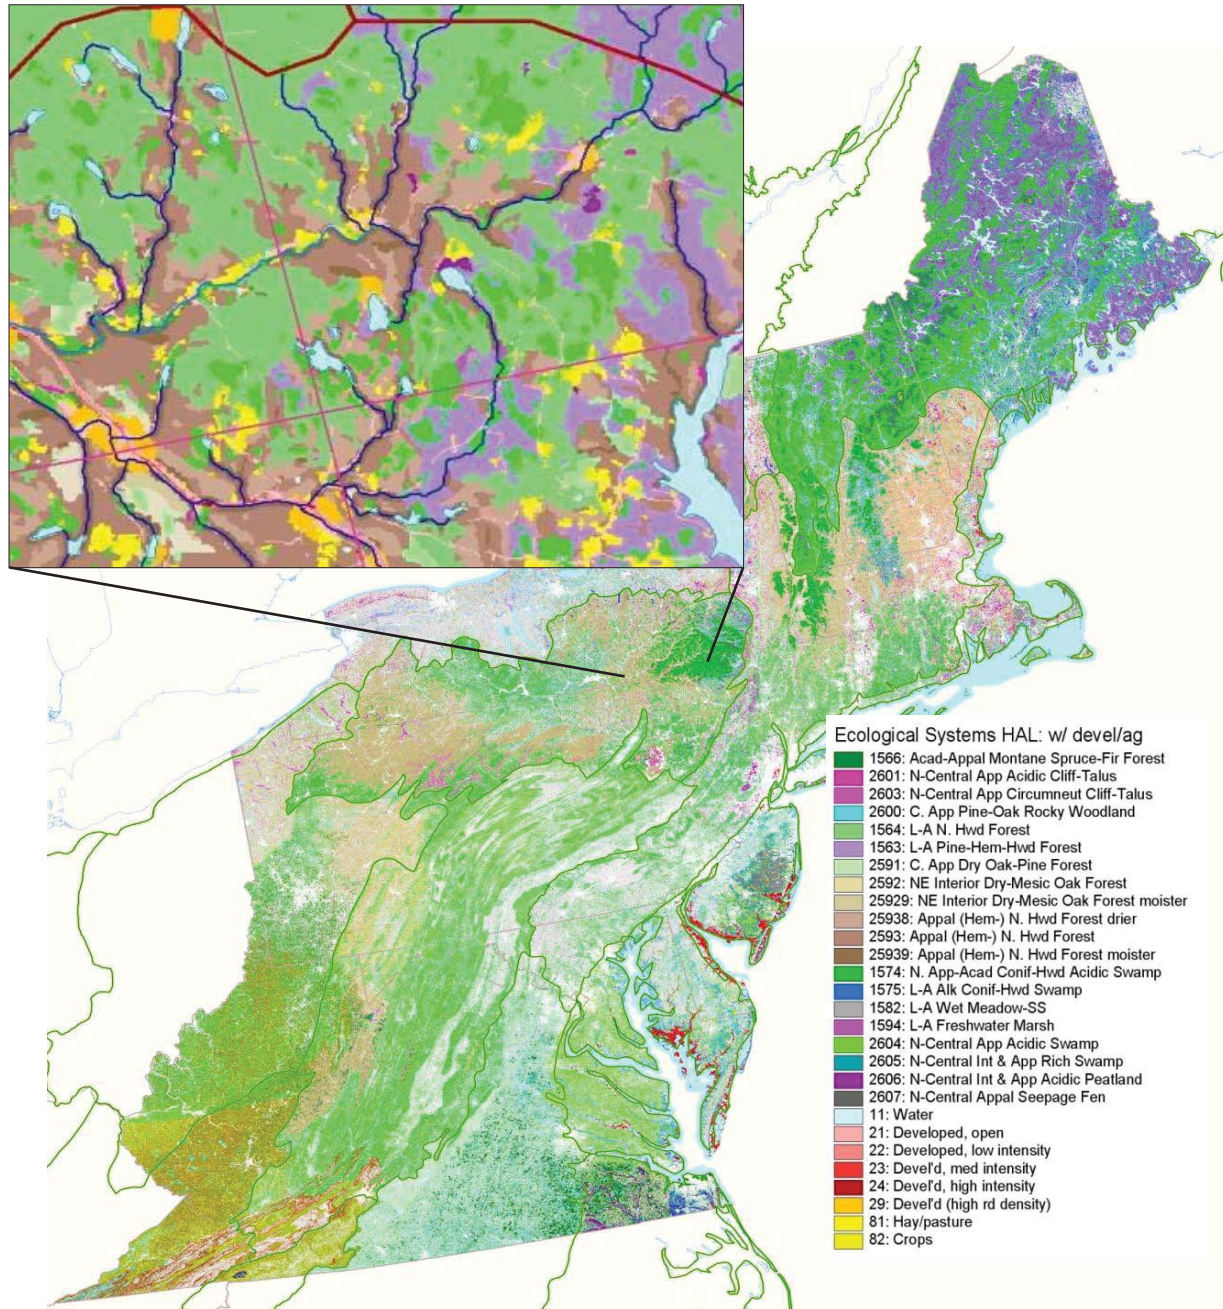 Ecological Systems HAL: w/ devel/ag
1566: Acad-Appal Montane Spruce-Fir Forest
2601: N-Central App Acidic Cliff-Talus
2603: N-Central App Circumneut Cliff-Talus
2600: C. App Pine-Oak Rocky Woodland
1564: L-A N. Hwd Forest
1563: L-A Pine-Hem-Hwd Forest
2591: C. App Dry Oak-Pine Forest
2592: NE Interior Dry-Mesic Oak Forest
25929: NE Interior Dry-Mesic Oak Forest moister
25938: Appal (Hem-) N. Hwd Forest drier
2593: Appal (Hem-) N. Hwd Forest
25939: Appal (Hem-) N. Hwd Forest moister
1574: N. App-Acad Conif-Hwd Acidic Swamp
1575: L-A Alk Conif-Hwd Swamp
1582: L-A Wet Meadow-SS
1594: L-A Freshwater Marsh
2604: N-Central App Acidic Swamp
2605: N-Central Int & App Rich Swamp
2606: N-Central Int & App Acidic Peatland
2607: N-Central Appal Seepage Fen
11: Water
21: Developed, open
22: Developed, low intensity
23: Devel'd, med intensity
24: Devel'd, high intensity
29: Devel'd (high rd density)
81: Hay/pasture
82: Crops